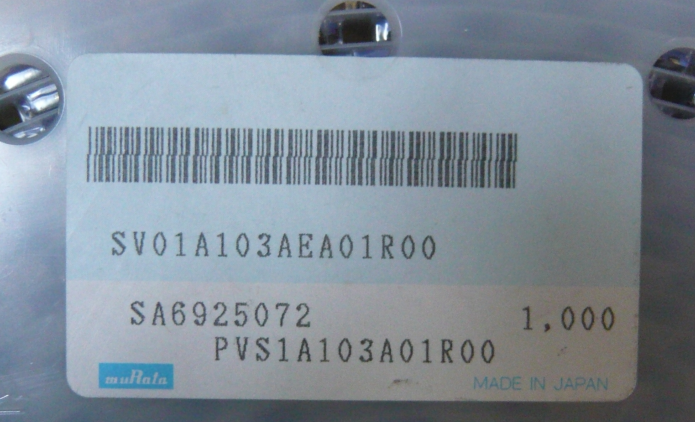 SV01A103AEA01R00
SA6925072 1,000
PVS1A103A01R00
muRata MADE IN JAPAN